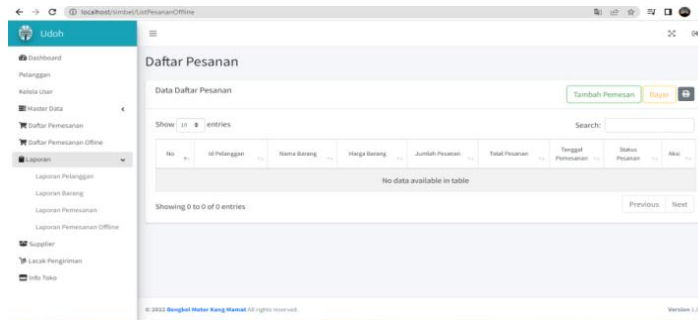 localhost/simbel/ListPesananOffline
Udoh
Dashboard
Pelanggan
Kelola User
Master Data
Daftar Pemesanan
Daftar Pemesanan Offline
Laporan
Laporan Pelanggan
Laporan Barang
Laporan Pemesanan
Laporan Pemesanan Offline
Supplier
Lacak Pengiriman
Info Toko
Daftar Pesanan
Data Daftar Pesanan
Tambah Pemesan Bayar
Show 10 entries Search:
No Id Pelanggan Nama Barang Harga Barang Jumlah Pesanan Total Pesanan Tanggal Pemesanan Status Pesanan Aksi
No data available in table
Showing 0 to 0 of 0 entries Previous Next
© 2022 Bengkel Motor Kang Mamat All rights reserved. Version